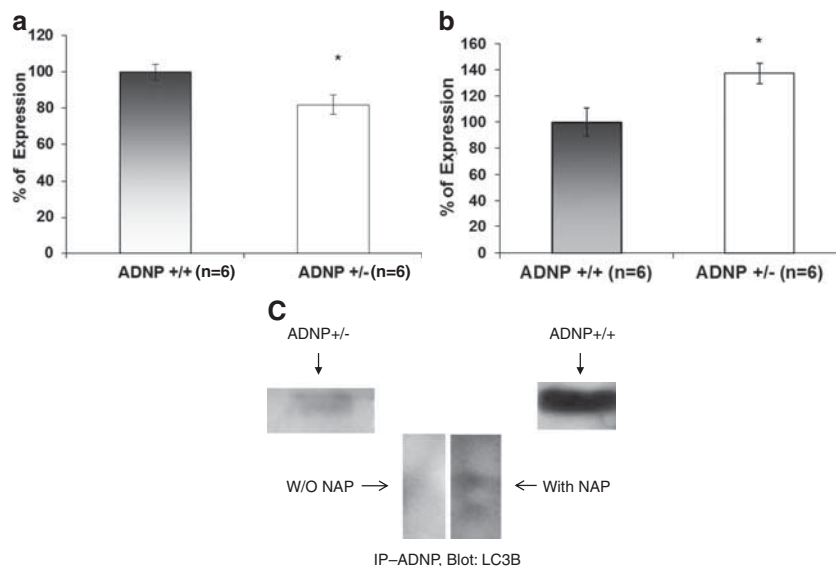 a
120
100
80
60
40
20
0
% of Expression
*
ADNP +/+ (n=6)
ADNP +/- (n=6)
b
160
140
120
100
80
60
40
20
0
% of Expression
*
ADNP +/+ (n=6)
ADNP +/- (n=6)
C
ADNP+/-
ADNP+/+
W/O NAP
With NAP
IP–ADNP, Blot: LC3B